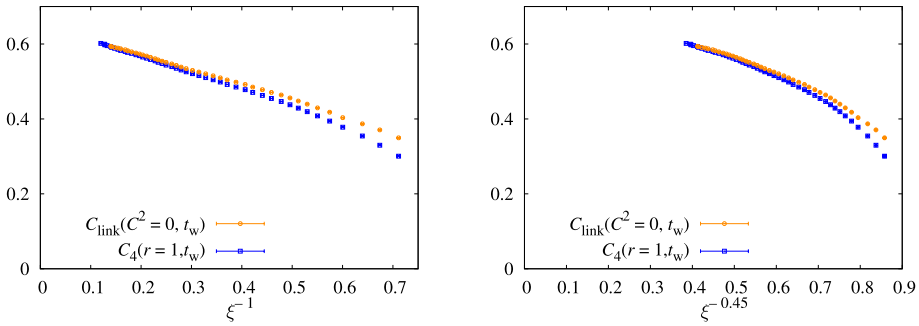 0.6
0.4
0.2
0
0 0.1 0.2 0.3 0.4 0.5 0.6 0.7
C_link(C^2 = 0, t_w)
C_4(r = 1,t_w)
ξ^−1
0.6
0.4
0.2
0
0 0.1 0.2 0.3 0.4 0.5 0.6 0.7 0.8 0.9
C_link(C^2 = 0, t_w)
C_4(r = 1,t_w)
ξ^−0.45